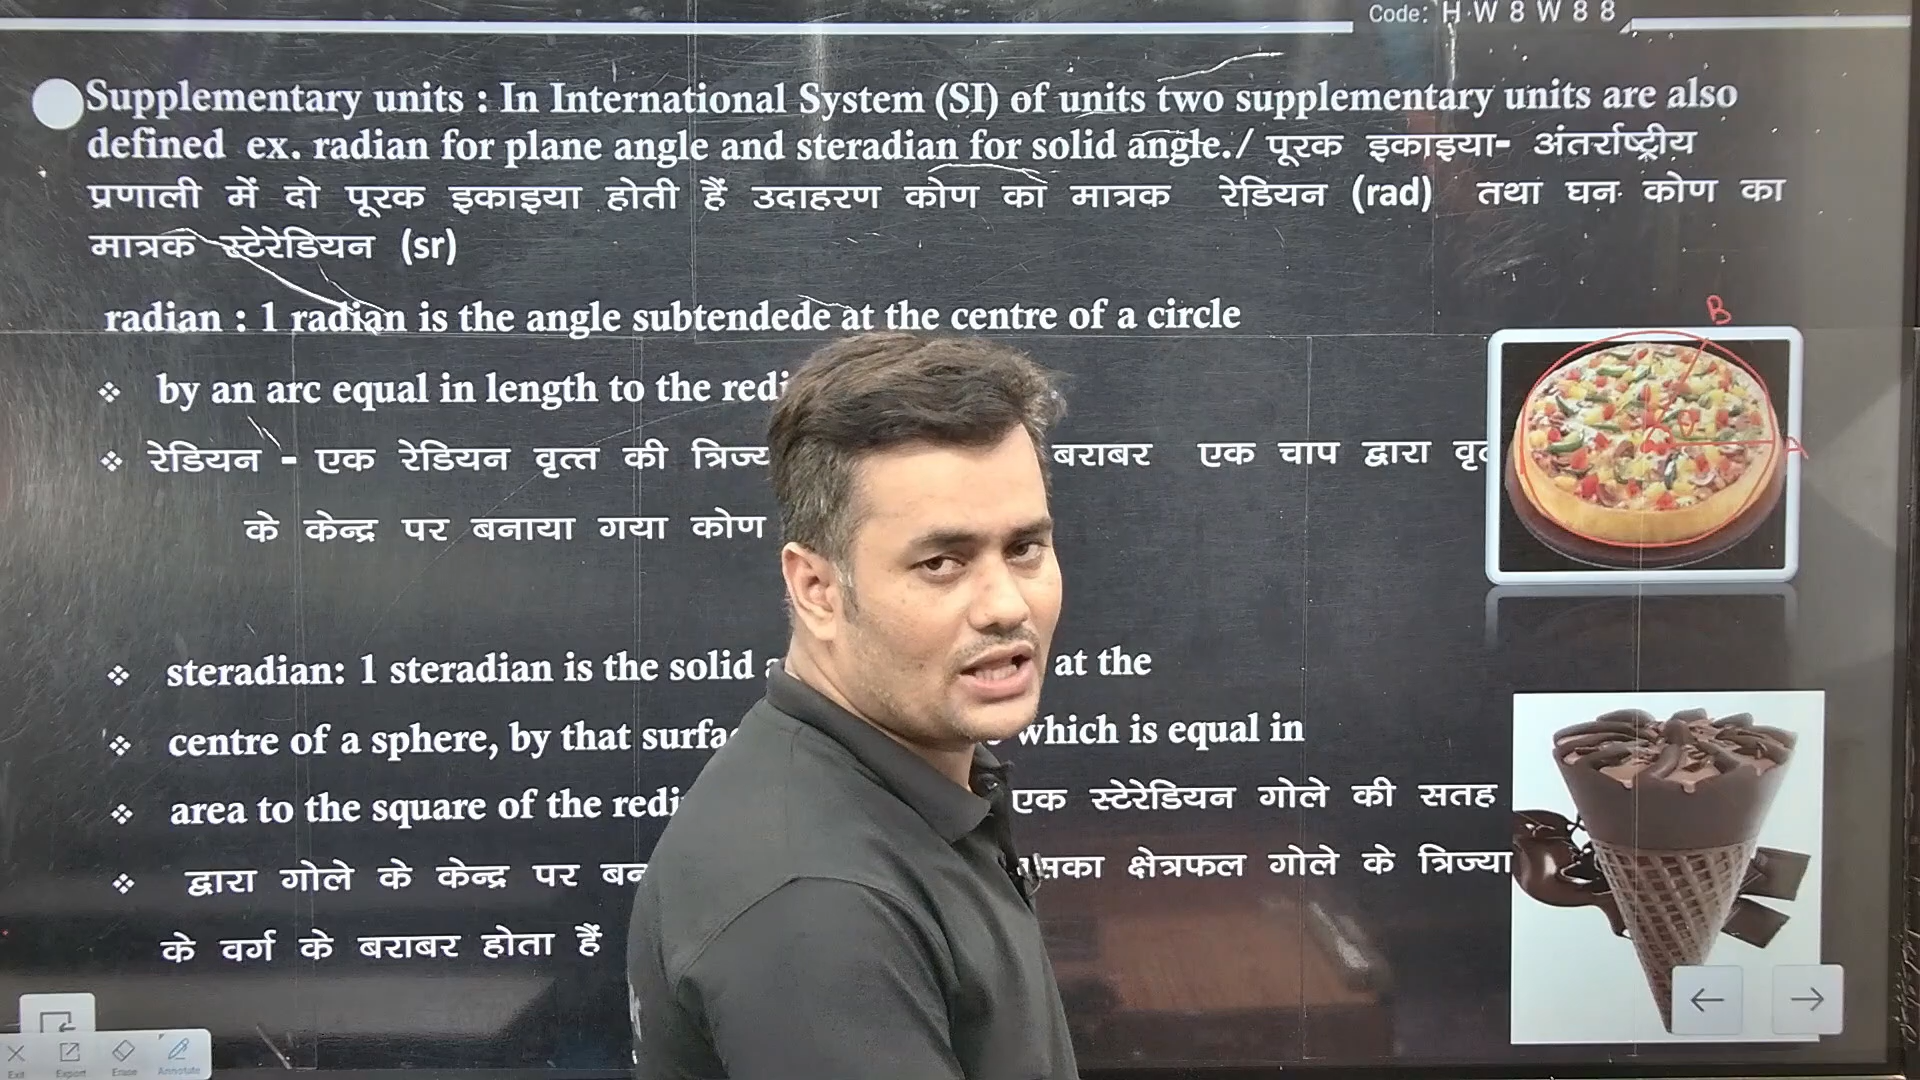 Code: H W 8 W 8 8
Supplementary units : In International System (SI) of units two supplementary units are also
defined ex. radian for plane angle and steradian for solid angle./ पूरक इकाइया- अंतर्राष्ट्रीय
प्रणाली में दो पूरक इकाइया होती हैं उदाहरण कोण का मात्रक रेडियन (rad) तथा घन कोण का
मात्रक स्टेरेडियन (sr)
radian : 1 radian is the angle subtendede at the centre of a circle
B
by an arc equal in length to the
रेडियन - एक रेडियन वृत्त की बराबर एक चाप द्वारा
A
के केन्द्र पर बनाया गया कोण
steradian: 1 steradian is the solid at the
centre of a sphere, by that which is equal in
area to the square of the एक स्टेरेडियन गोले की सतह
द्वारा गोले के केन्द्र पर क्षेत्रफल गोले के त्रिज्या
के वर्ग के बराबर होता हैं
Exit Export Erase Annotate